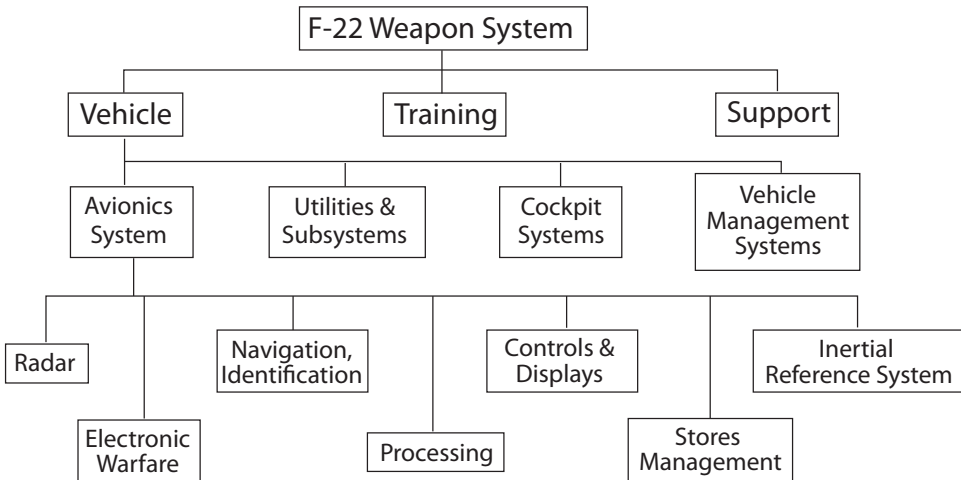 F-22 Weapon System
Vehicle
Training
Support
Avionics
System
Utilities &
Subsystems
Cockpit
Systems
Vehicle
Management
Systems
Radar
Electronic
Warfare
Navigation,
Identification
Processing
Controls &
Displays
Stores
Management
Inertial
Reference System